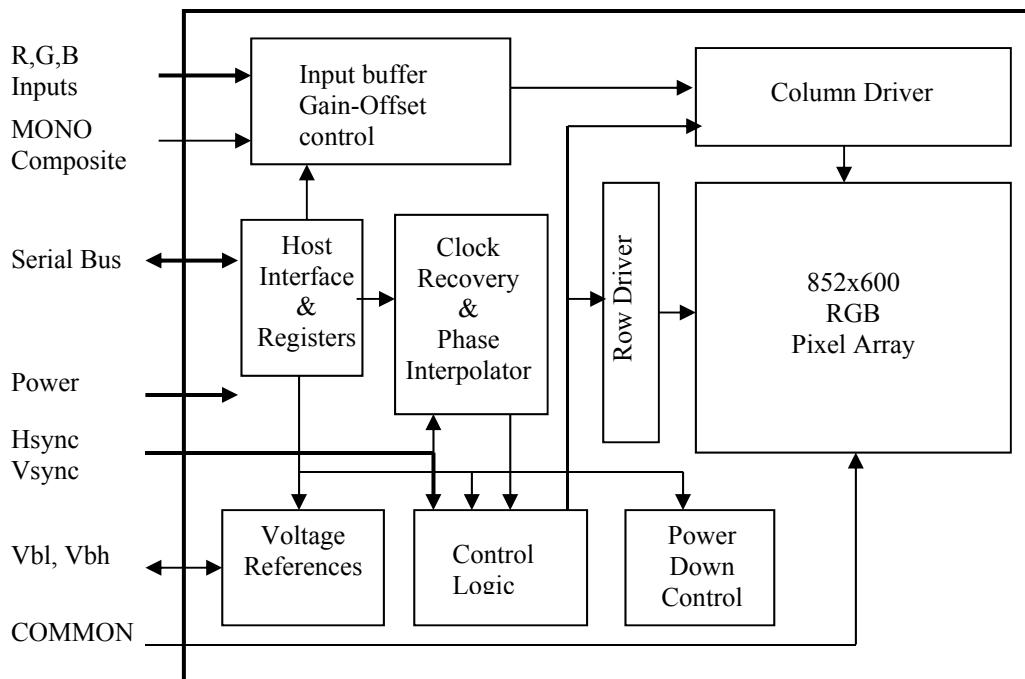 R,G,B
Inputs
MONO
Composite
Serial Bus
Power
Hsync
Vsync
Vbl, Vbh
COMMON
Input buffer
Gain-Offset
control
Column Driver
Host
Interface
&
Registers
Clock
Recovery
&
Phase
Interpolator
Row Driver
852x600
RGB
Pixel Array
Voltage
References
Control
Logic
Power
Down
Control